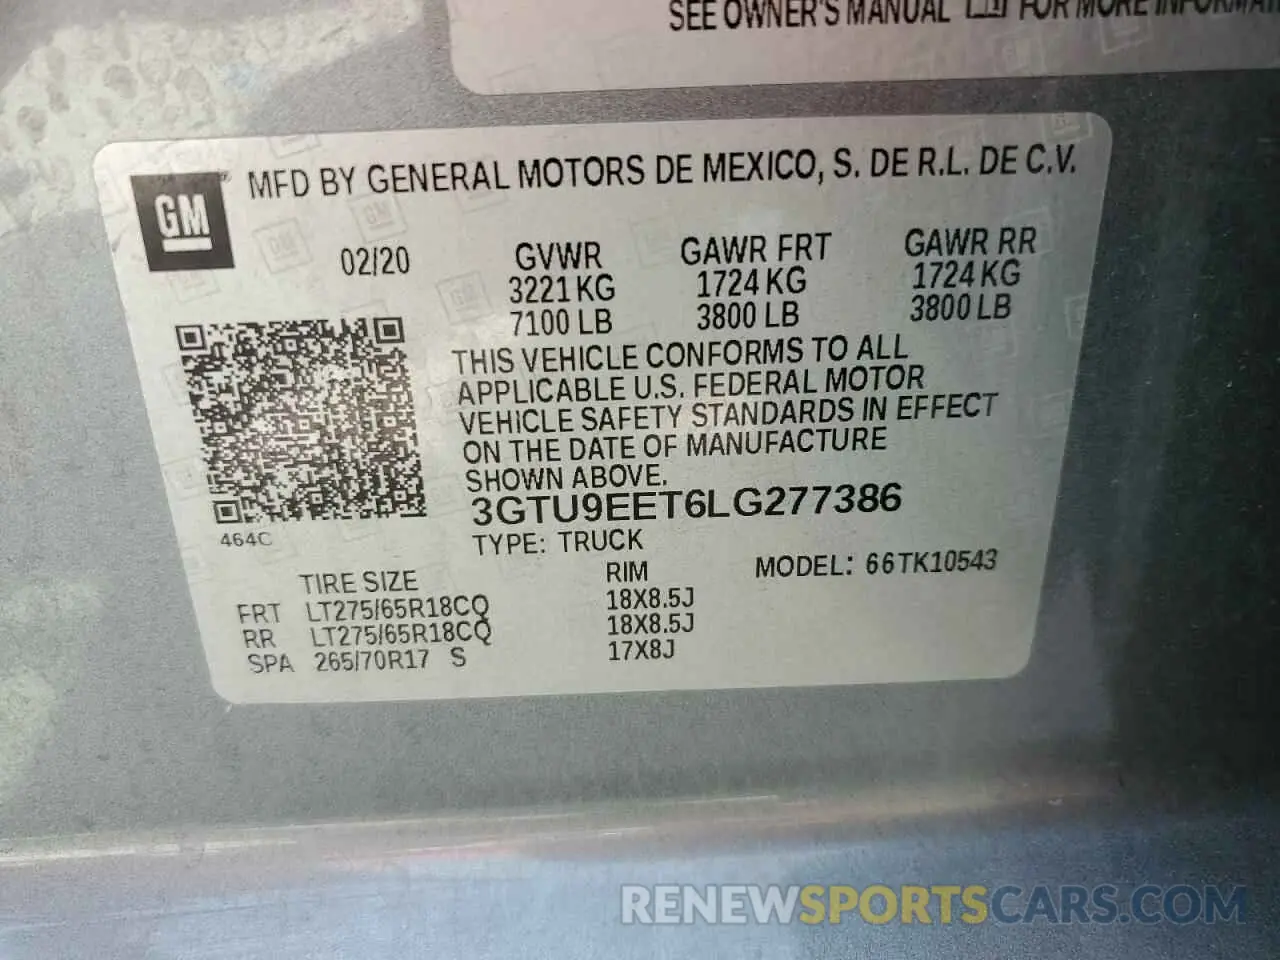 SEE OWNER'S MANUAL FOR MORE
GM
MFD BY GENERAL MOTORS DE MEXICO, S. DE R.L. DE C.V.
02/20 GVWR GAWR FRT GAWR RR
3221 KG 1724 KG 1724 KG
7100 LB 3800 LB 3800 LB
THIS VEHICLE CONFORMS TO ALL
APPLICABLE U.S. FEDERAL MOTOR
VEHICLE SAFETY STANDARDS IN EFFECT
ON THE DATE OF MANUFACTURE
SHOWN ABOVE.
3GTU9EET6LG277386
464C
TYPE: TRUCK
MODEL: 66TK10543
TIRE SIZE RIM
FRT LT275/65R18CQ 18X8.5J
RR LT275/65R18CQ 18X8.5J
SPA 265/70R17 S 17X8J
RENEWSPORTSCARS.COM